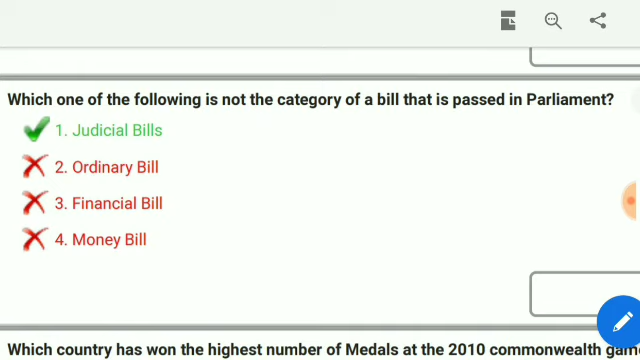 Which one of the following is not the category of a bill that is passed in Parliament?
1. Judicial Bills
2. Ordinary Bill
3. Financial Bill
4. Money Bill
Which country has won the highest number of Medals at the 2010 commonwealth